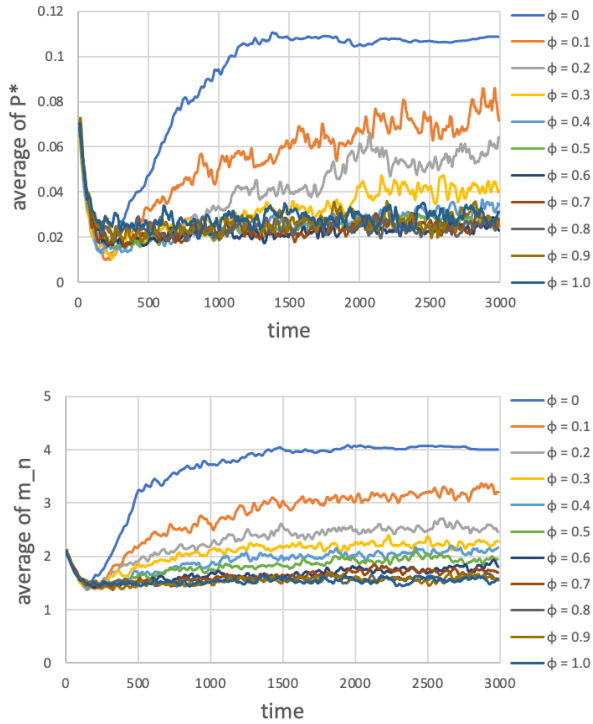 0.12
0.1
0.08
0.06
0.04
0.02
0
average of P*
0 500 1000 1500 2000 2500 3000
time
ϕ = 0
ϕ = 0.1
ϕ = 0.2
ϕ = 0.3
ϕ = 0.4
ϕ = 0.5
ϕ = 0.6
ϕ = 0.7
ϕ = 0.8
ϕ = 0.9
ϕ = 1.0
5
4
3
2
1
0
average of m_n
0 500 1000 1500 2000 2500 3000
time
ϕ = 0
ϕ = 0.1
ϕ = 0.2
ϕ = 0.3
ϕ = 0.4
ϕ = 0.5
ϕ = 0.6
ϕ = 0.7
ϕ = 0.8
ϕ = 0.9
ϕ = 1.0